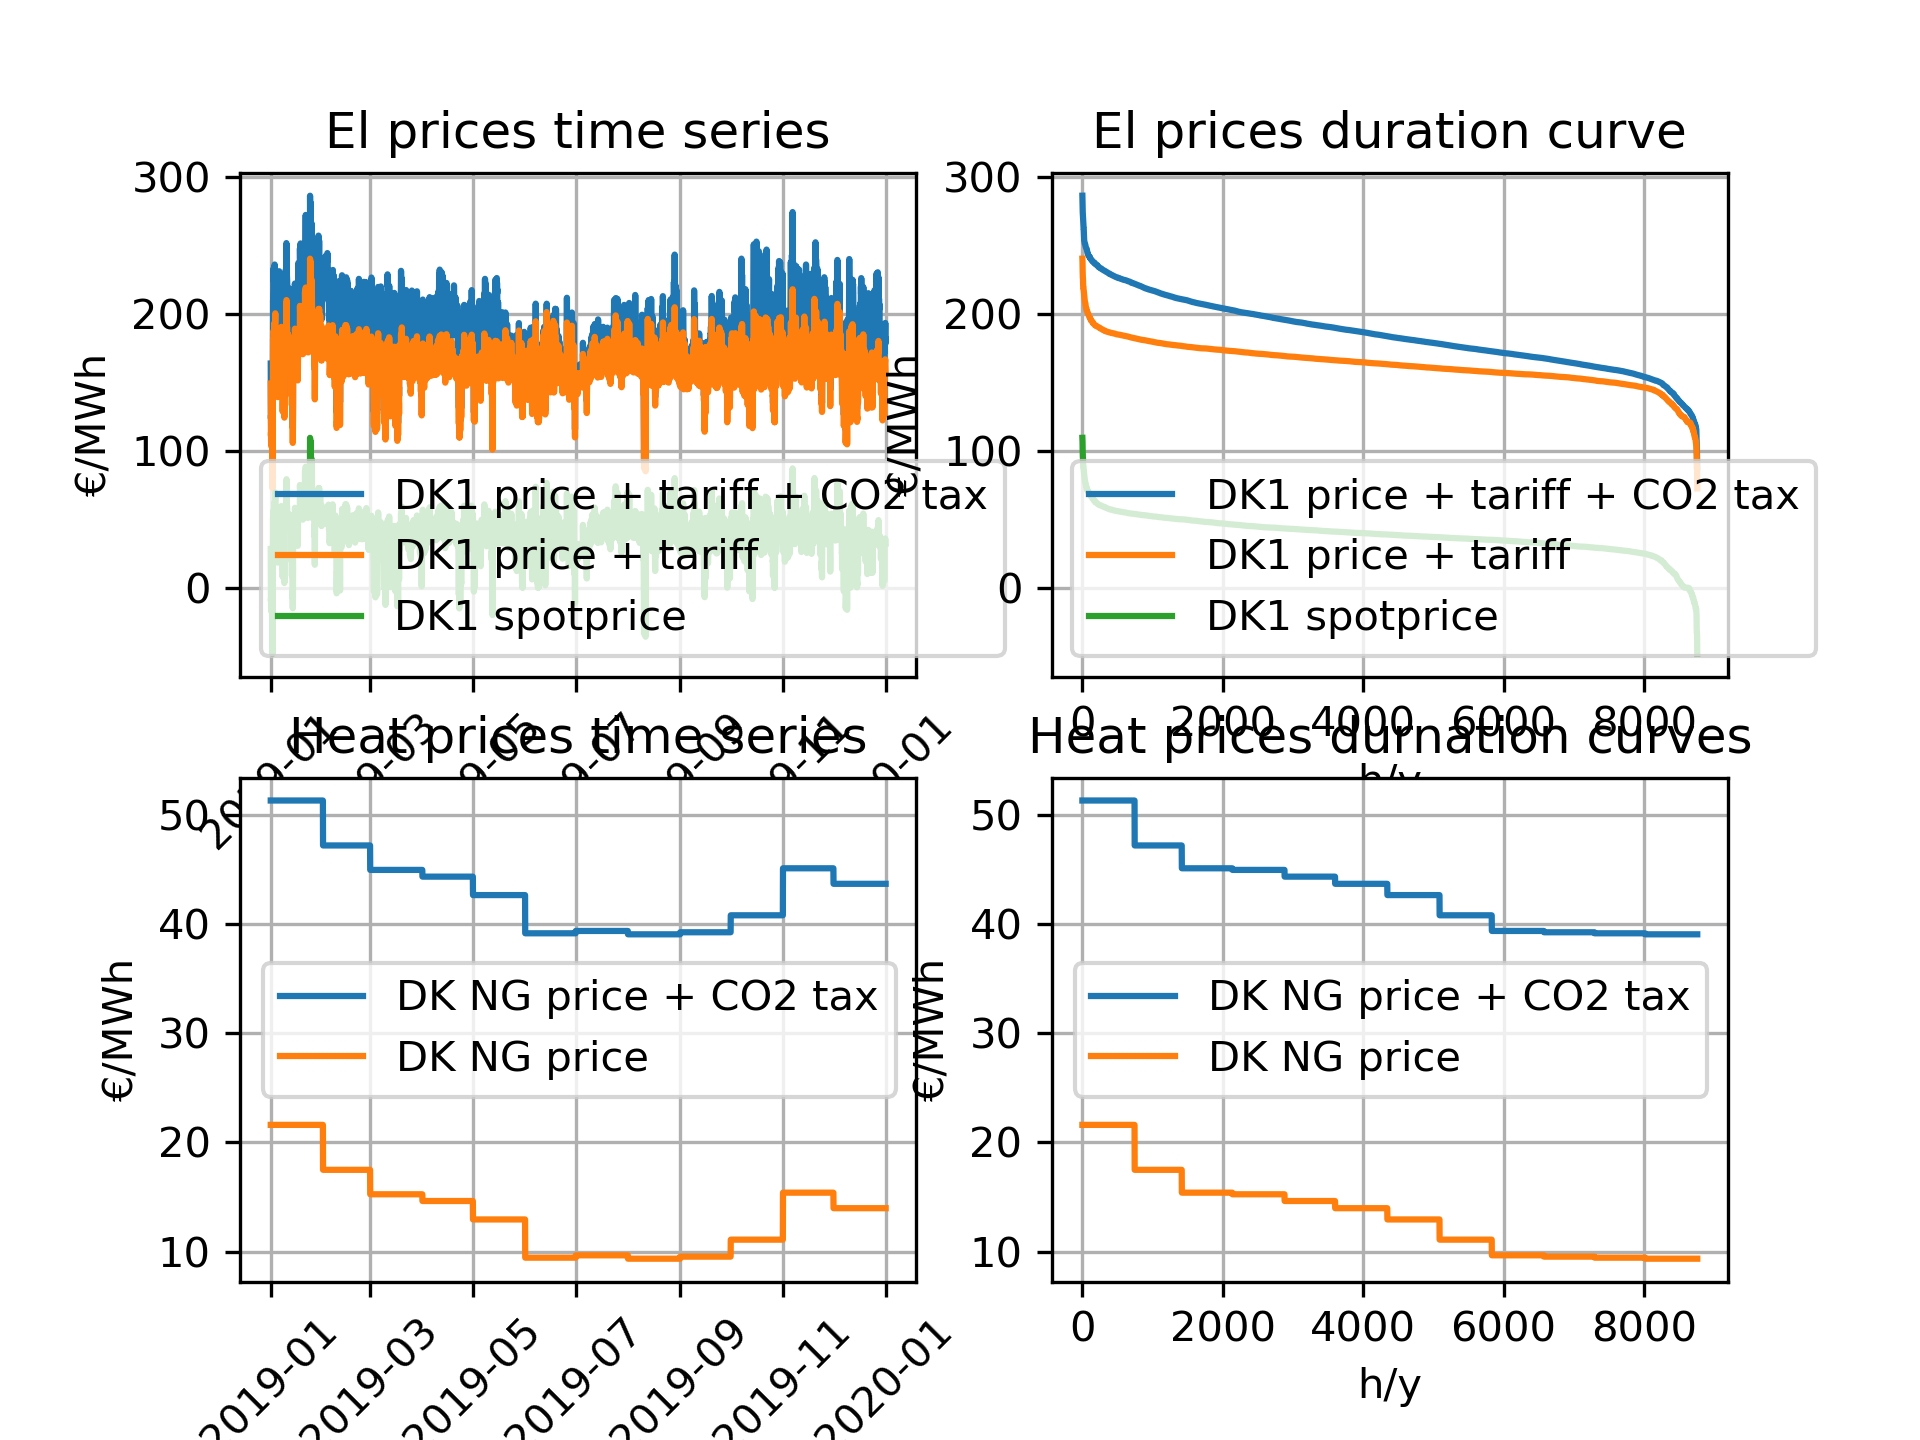 El prices time series
300
200
100
0
€/MWh
DK1 price + tariff + CO2 tax
DK1 price + tariff
DK1 spotprice
El prices duration curve
300
200
100
0
€/MWh
DK1 price + tariff + CO2 tax
DK1 price + tariff
DK1 spotprice
0 2000 4000 6000 8000
h/y
Heat prices time series
50
40
30
20
10
€/MWh
DK NG price + CO2 tax
DK NG price
2019-01 2019-03 2019-05 2019-07 2019-09 2019-11 2020-01
Heat prices durnation curves
50
40
30
20
10
€/MWh
DK NG price + CO2 tax
DK NG price
0 2000 4000 6000 8000
h/y